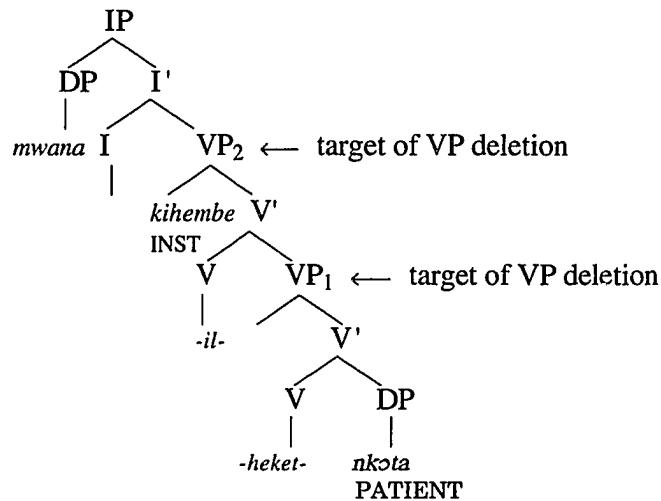 IP
DP I'
mwana I VP₂ ← target of VP deletion
kihembe V'
INST
V VP₁ ← target of VP deletion
-il- V'
V DP
-heket- nkɔta
PATIENT